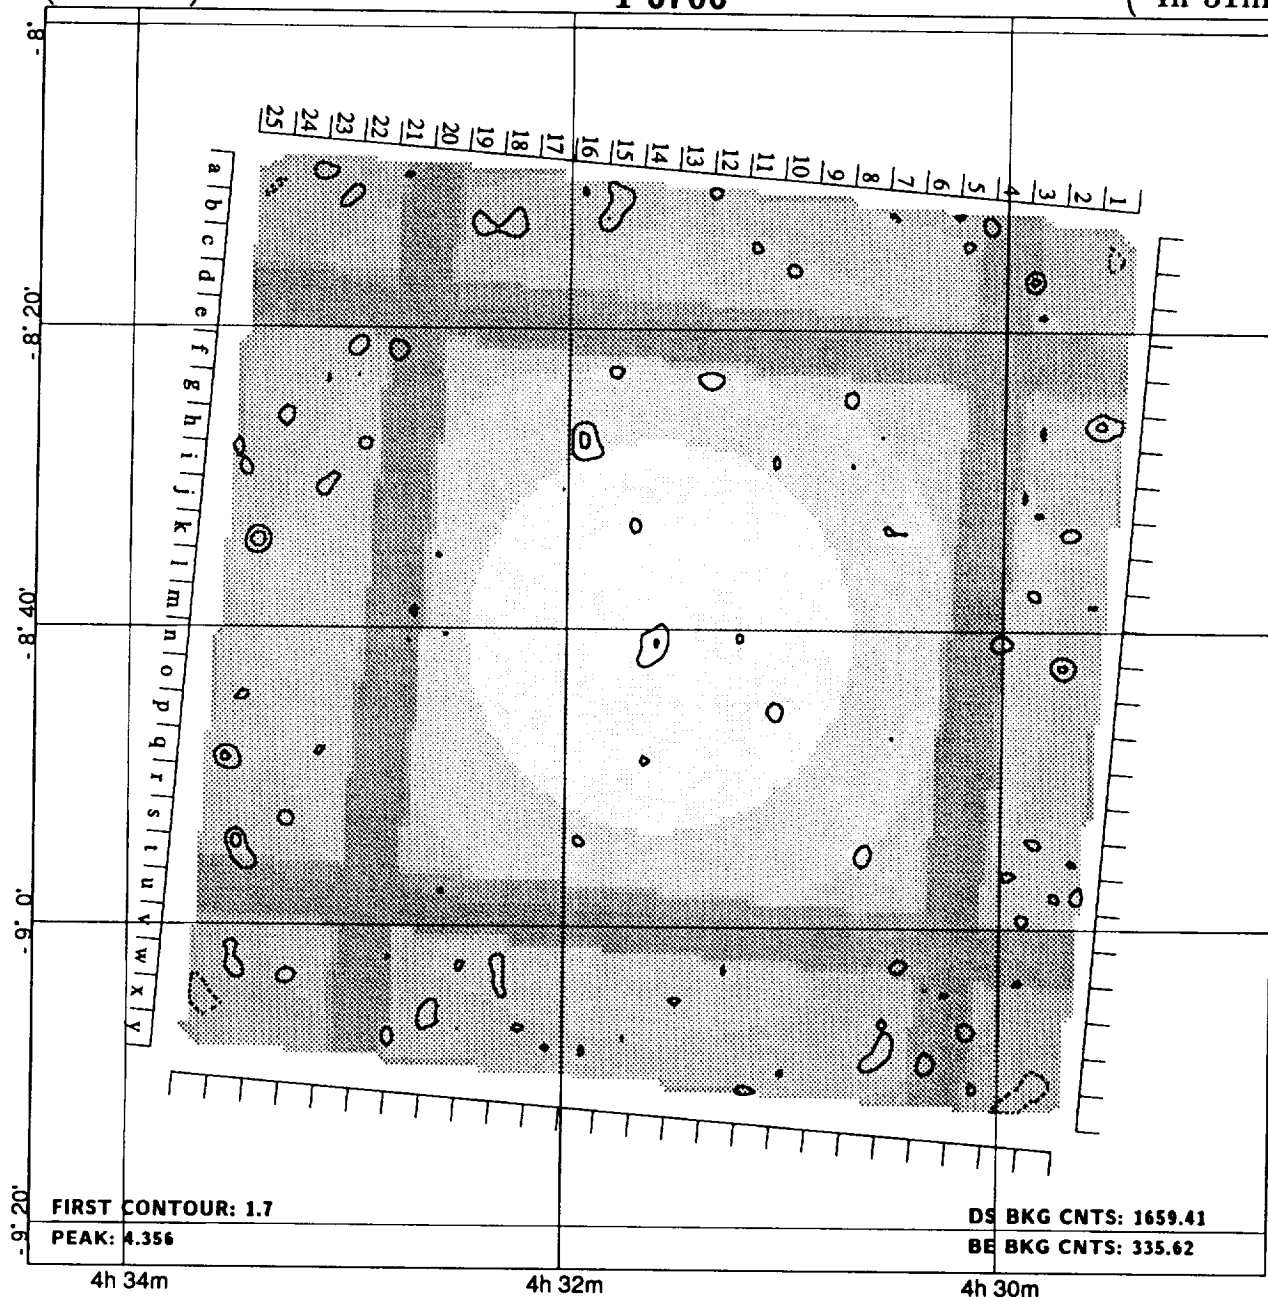 25 24 23 22 21 20 19 18 17 16 15 14 13 12 11 10 9 8 7 6 5 4 3 2 1
a b c d e f g h i j k l m n o p q r s t u v w x y
-8° 20'
-8° 40'
-9° 0'
-9° 20'
FIRST CONTOUR: 1.7
PEAK: 4.356
DS BKG CNTS: 1659.41
BE BKG CNTS: 335.62
4h 34m 4h 32m 4h 30m